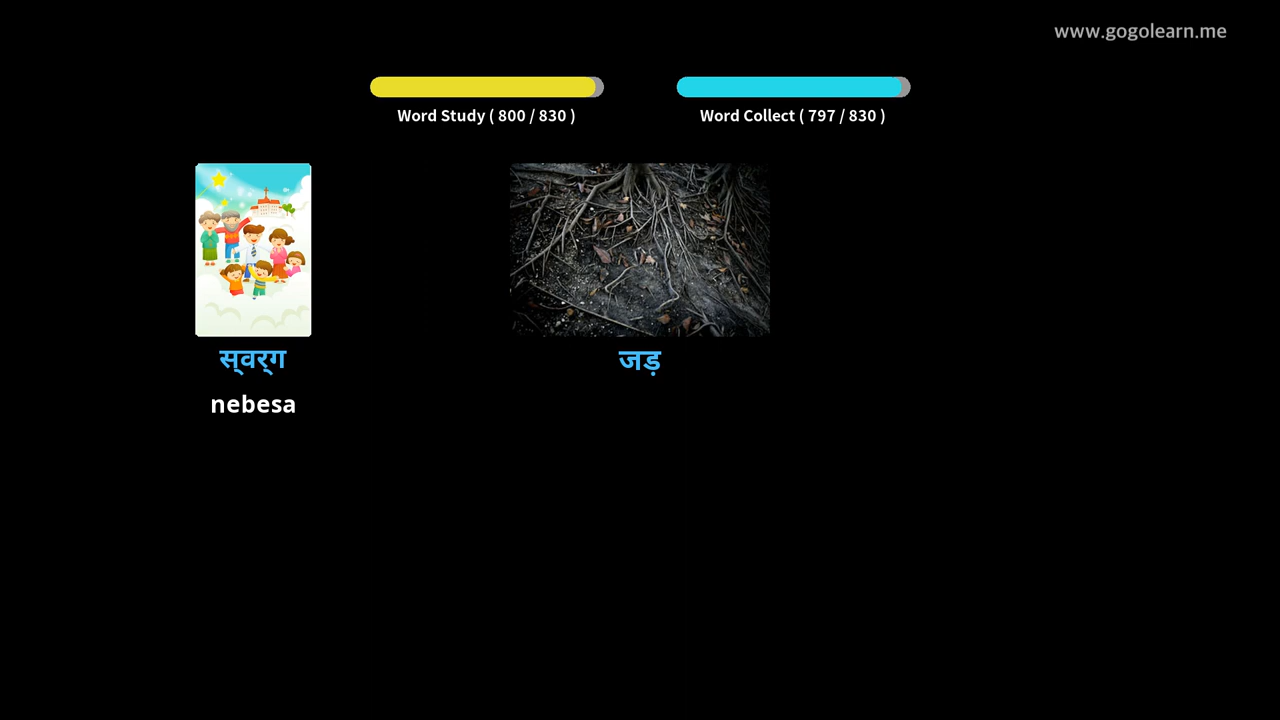 www.gogolearn.me
Word Study ( 800 / 830 )
Word Collect ( 797 / 830 )
स्वर्ग
जड़
nebesa